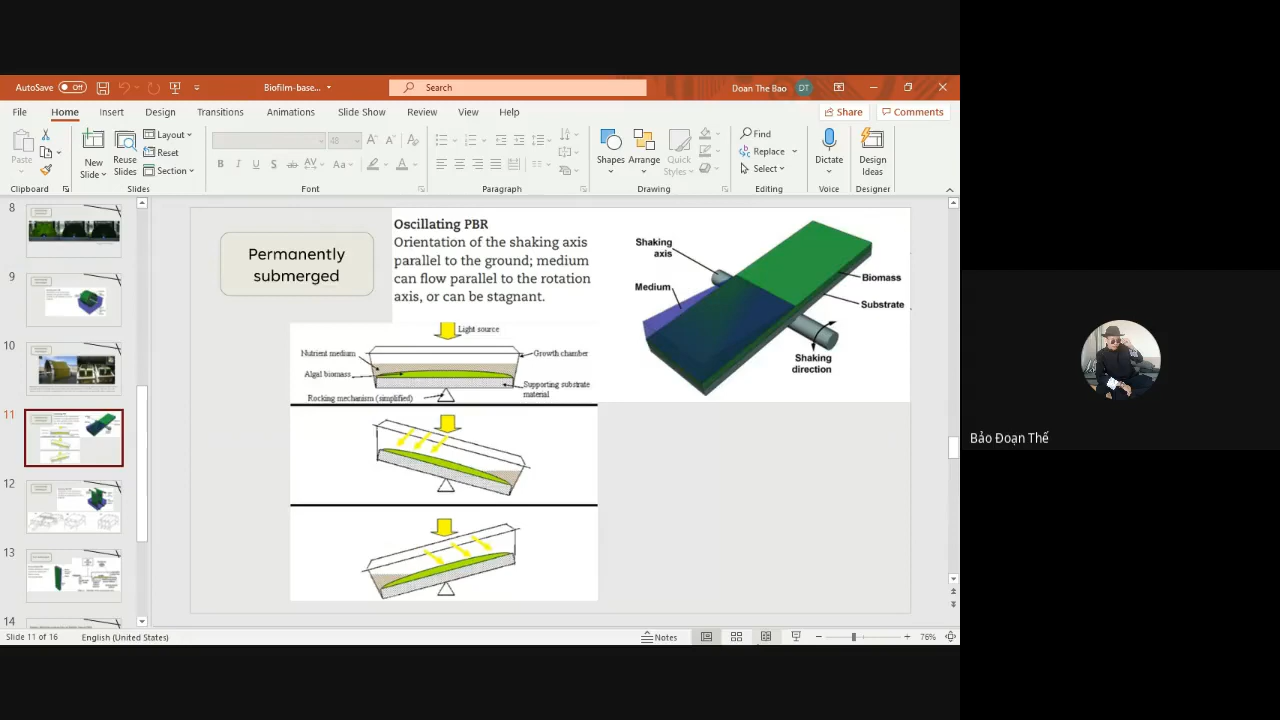 AutoSave Off Biofilm-base... Search Doan The Bao DT
File Home Insert Design Transitions Animations Slide Show Review View Help Share Comments
Paste
New Slide
Reuse Slides
Layout
Reset
Section
48
B I U S ab AV Aa A
Shapes Arrange Quick Styles
Find
Replace
Select
Dictate
Design Ideas
Clipboard Slides Font Paragraph Drawing Editing Voice Designer
8
9
10
11
12
13
14
Permanently
submerged
Oscillating PBR
Orientation of the shaking axis
parallel to the ground; medium
can flow parallel to the rotation
axis, or can be stagnant.
Light source
Nutrient medium
Growth chamber
Algal biomass
Supporting substrate
material
Rocking mechanism (simplified)
Shaking
axis
Medium
Biomass
Substrate
Shaking
direction
Bảo Đoạn Thế
Slide 11 of 16 English (United States) Notes 76%